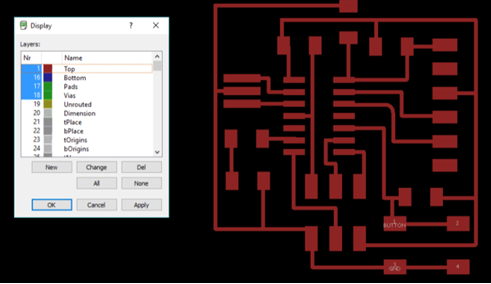 Display
?
Layers:
Nr Name
1 Top
16 Bottom
17 Pads
18 Vias
19 Unrouted
20 Dimension
21 tPlace
22 bPlace
23 tOrigins
24 bOrigins
New Change Del
All None
OK Cancel Apply
1 2
BUTTON
3 4
GND